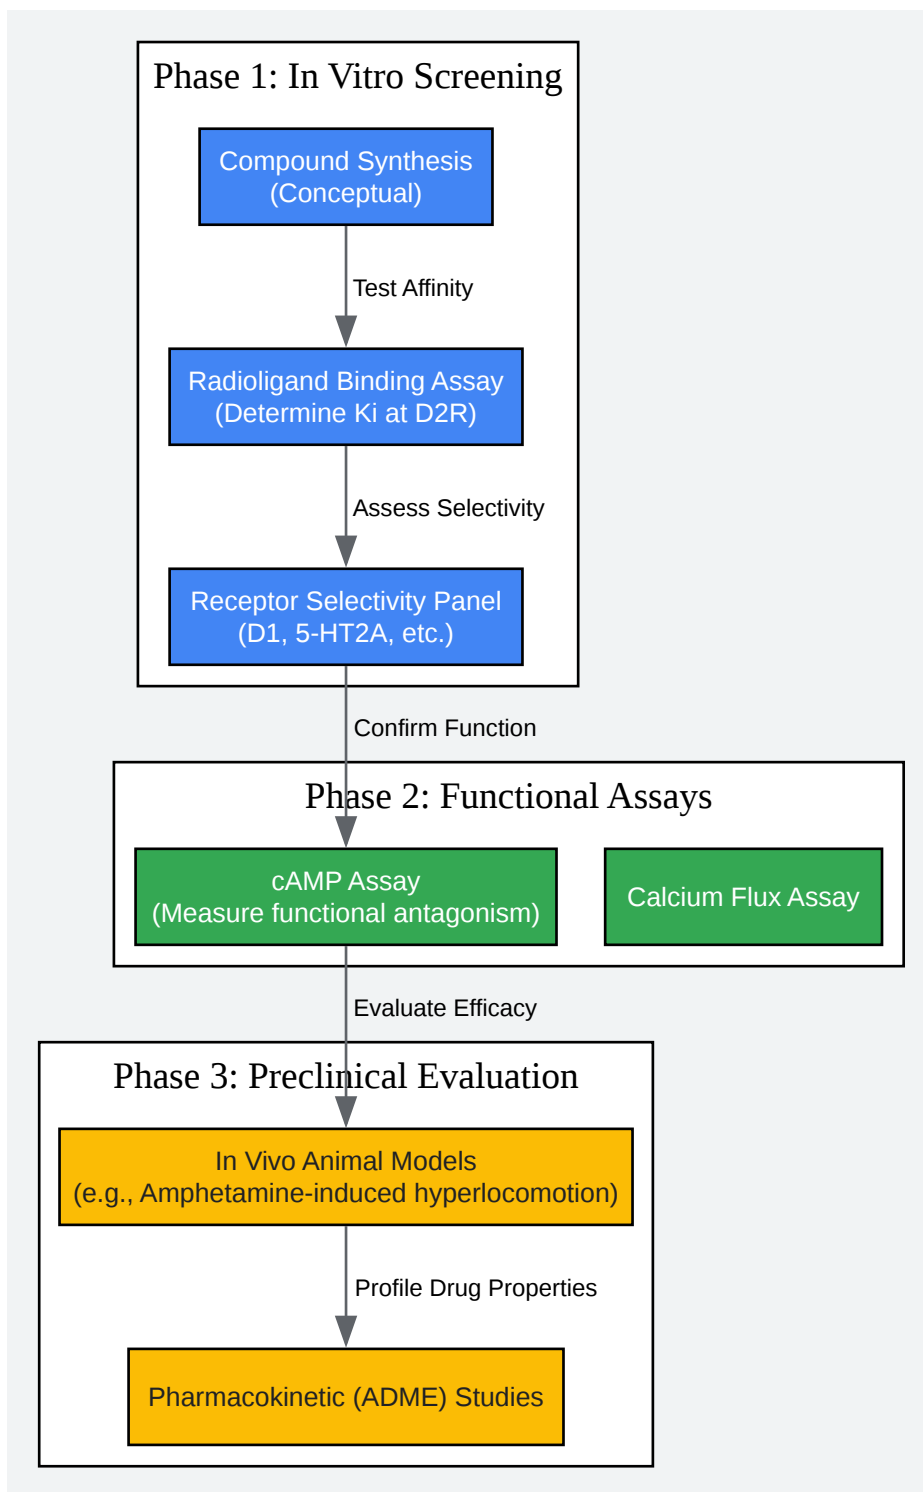 Phase 1: In Vitro Screening
Compound Synthesis
(Conceptual)
Test Affinity
Radioligand Binding Assay
(Determine Ki at D2R)
Assess Selectivity
Receptor Selectivity Panel
(D1, 5-HT2A, etc.)
Confirm Function
Phase 2: Functional Assays
cAMP Assay
(Measure functional antagonism)
Calcium Flux Assay
Evaluate Efficacy
Phase 3: Preclinical Evaluation
In Vivo Animal Models
(e.g., Amphetamine-induced hyperlocomotion)
Profile Drug Properties
Pharmacokinetic (ADME) Studies